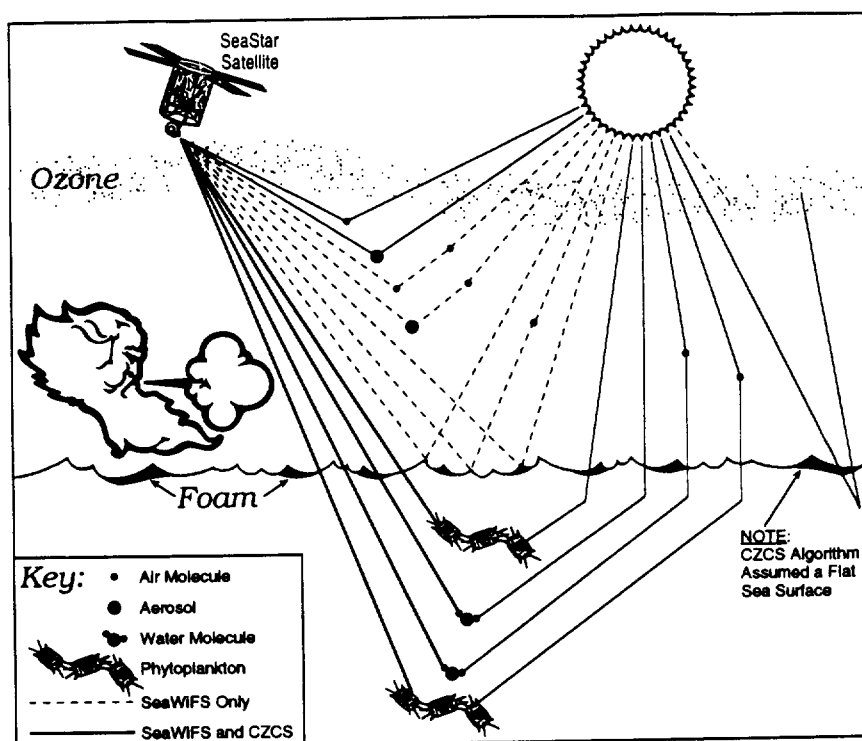 SeaStar
Satellite
Ozone
Foam
NOTE:
CZCS Algorithm
Assumed a Flat
Sea Surface
Key:
Air Molecule
Aerosol
Water Molecule
Phytoplankton
SeaWiFS Only
SeaWiFS and CZCS